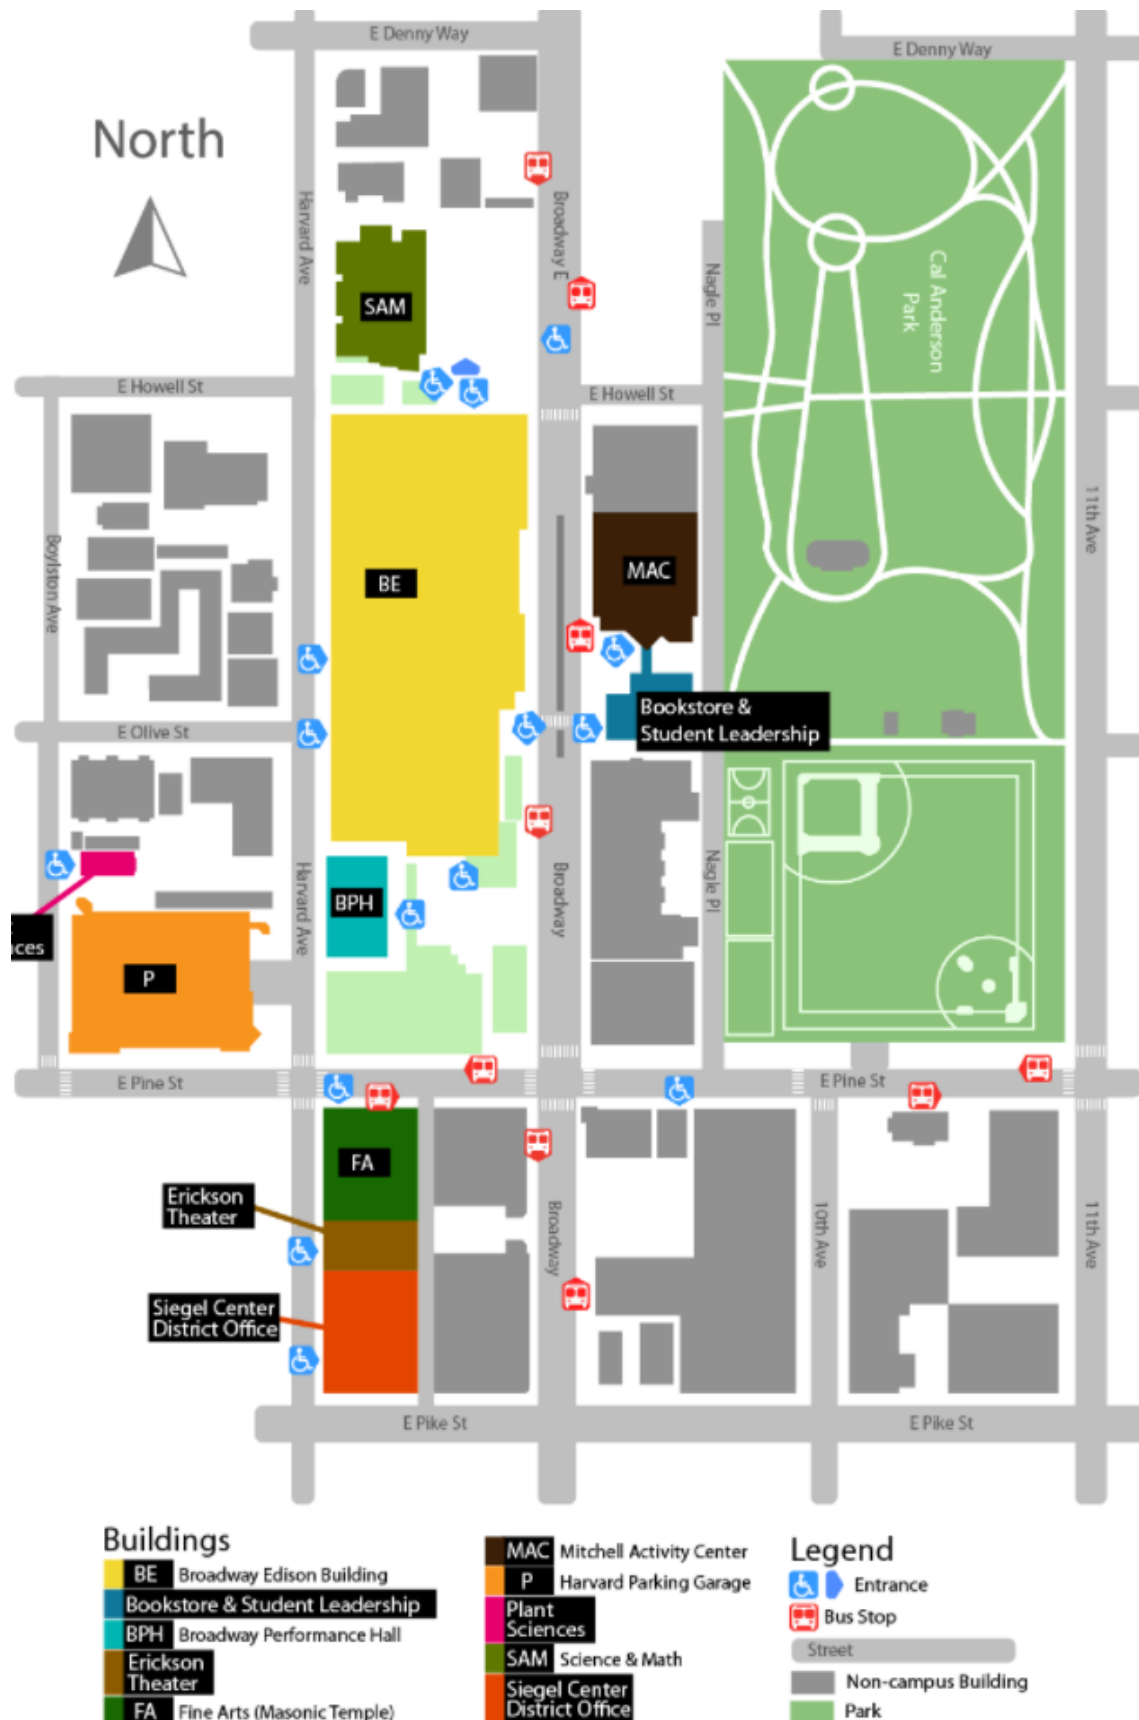 E Denny Way
E Denny Way
North
Harvard Ave
Broadway E
Nagle Pl
Cal Anderson
Park
SAM
E Howell St
E Howell St
Boylston Ave
BE
MAC
11th Ave
E Olive St
Bookstore &
Student Leadership
Harvard Ave
BPH
Broadway
Nagle Pl
ces
P
E Pine St
E Pine St
FA
Erickson
Theater
Broadway
10th Ave
11th Ave
Siegel Center
District Office
E Pike St
E Pike St
Buildings
BE Broadway Edison Building
Bookstore & Student Leadership
BPH Broadway Performance Hall
Erickson
Theater
FA Fine Arts (Masonic Temple)
MAC Mitchell Activity Center
P Harvard Parking Garage
Plant
Sciences
SAM Science & Math
Siegel Center
District Office
Legend
Entrance
Bus Stop
Street
Non-campus Building
Park